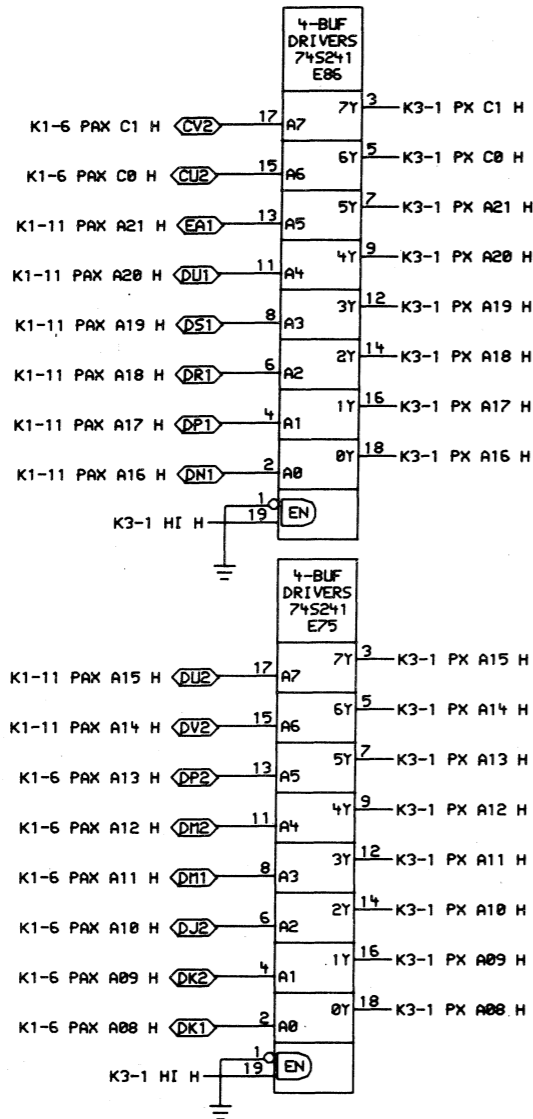 4-BUF
DRIVERS
74S241
E86
K1-6 PAX C1 H CV2 17 A7 7Y 3 K3-1 PX C1 H
K1-6 PAX C0 H CU2 15 A6 6Y 5 K3-1 PX C0 H
K1-11 PAX A21 H EA1 13 A5 5Y 7 K3-1 PX A21 H
K1-11 PAX A20 H DU1 11 A4 4Y 9 K3-1 PX A20 H
K1-11 PAX A19 H DS1 8 A3 3Y 12 K3-1 PX A19 H
K1-11 PAX A18 H DR1 6 A2 2Y 14 K3-1 PX A18 H
K1-11 PAX A17 H DP1 4 A1 1Y 16 K3-1 PX A17 H
K1-11 PAX A16 H DN1 2 A0 0Y 18 K3-1 PX A16 H
1 EN
K3-1 HI H 19
4-BUF
DRIVERS
74S241
E75
K1-11 PAX A15 H DU2 17 A7 7Y 3 K3-1 PX A15 H
K1-11 PAX A14 H DV2 15 A6 6Y 5 K3-1 PX A14 H
K1-6 PAX A13 H DP2 13 A5 5Y 7 K3-1 PX A13 H
K1-6 PAX A12 H DM2 11 A4 4Y 9 K3-1 PX A12 H
K1-6 PAX A11 H DM1 8 A3 3Y 12 K3-1 PX A11 H
K1-6 PAX A10 H DJ2 6 A2 2Y 14 K3-1 PX A10 H
K1-6 PAX A09 H DK2 4 A1 1Y 16 K3-1 PX A09 H
K1-6 PAX A08 H DK1 2 A0 0Y 18 K3-1 PX A08 H
1 EN
K3-1 HI H 19